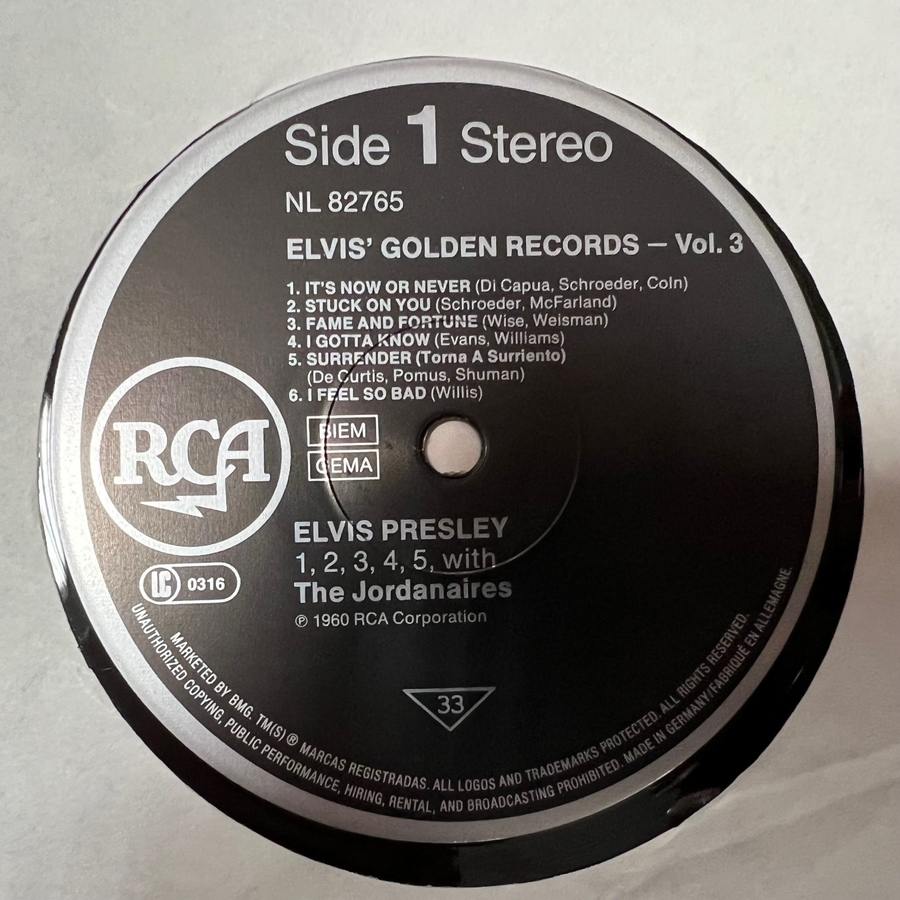 Side 1 Stereo
NL 82765
ELVIS' GOLDEN RECORDS — Vol. 3
1. IT'S NOW OR NEVER (Di Capua, Schroeder, Coln)
2. STUCK ON YOU (Schroeder, McFarland)
3. FAME AND FORTUNE (Wise, Weisman)
4. I GOTTA KNOW (Evans, Williams)
5. SURRENDER (Torna A Surriento)
(De Curtis, Pomus, Shuman)
6. I FEEL SO BAD (Willis)
RCA
BIEM
GEMA
ELVIS PRESLEY
1, 2, 3, 4, 5, with
The Jordanaires
LC 0316
℗ 1960 RCA Corporation
33
MARKETED BY BMG. TM(S) ® MARCAS REGISTRADAS. ALL LOGOS AND TRADEMARKS PROTECTED. ALL RIGHTS RESERVED.
UNAUTHORIZED COPYING, PUBLIC PERFORMANCE, HIRING, RENTAL, AND BROADCASTING PROHIBITED. MADE IN GERMANY/FABRIQUÉ EN ALLEMAGNE.